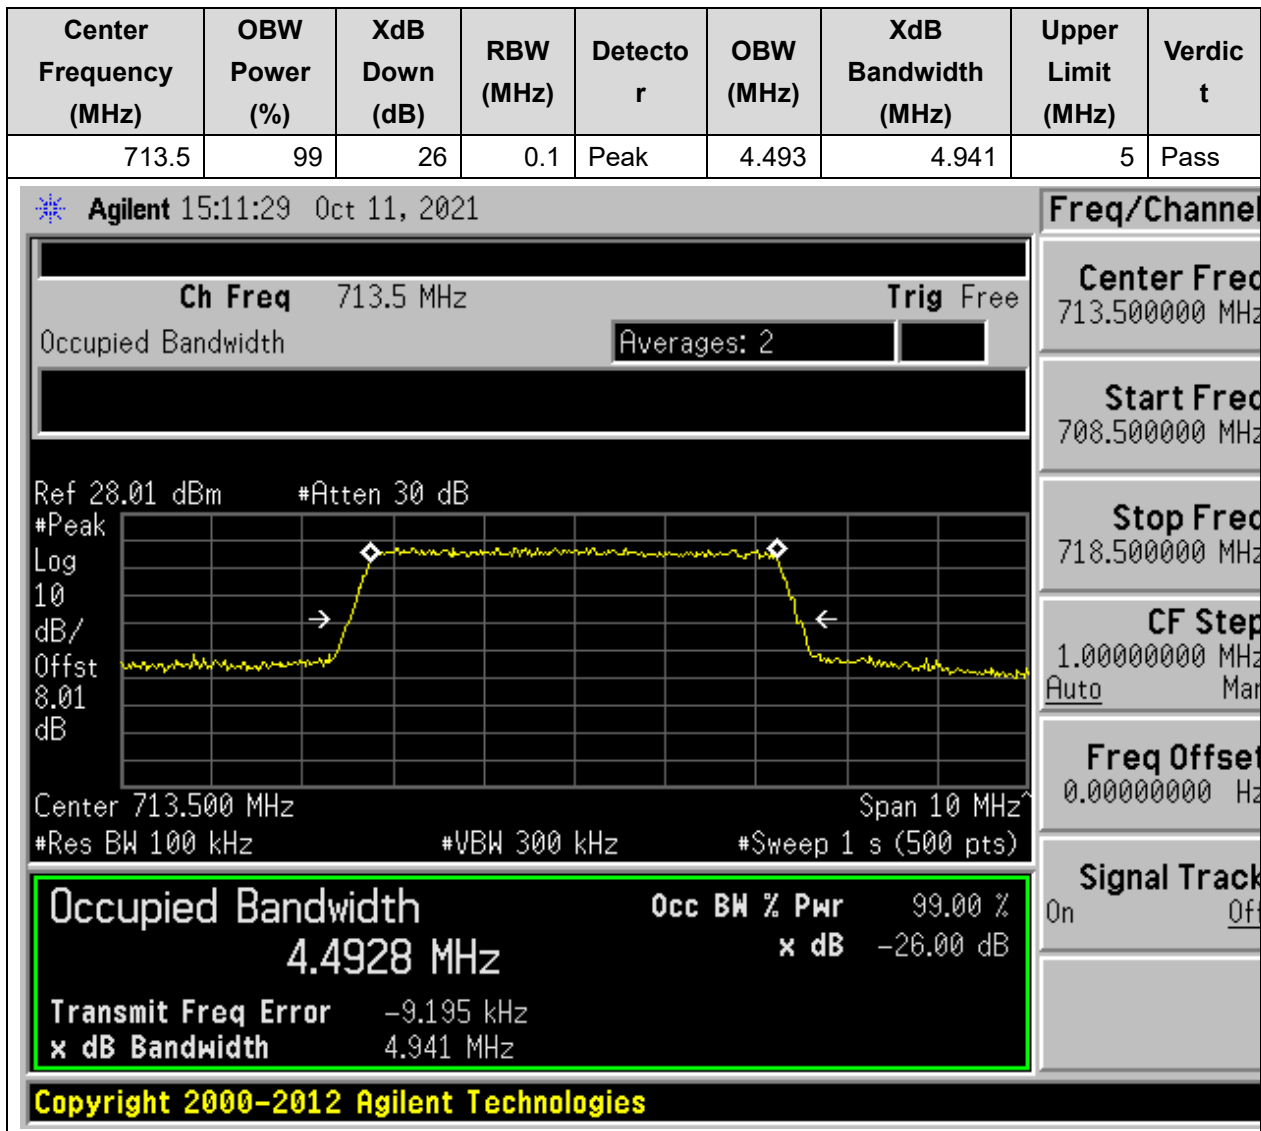 Center Frequency (MHz) OBW Power (%) XdB Down (dB) RBW (MHz) Detecto r OBW (MHz) XdB Bandwidth (MHz) Upper Limit (MHz) Verdic t
713.5 99 26 0.1 Peak 4.493 4.941 5 Pass
Agilent 15:11:29 Oct 11, 2021
Freq/Channel
Ch Freq 713.5 MHz Trig Free
Occupied Bandwidth Averages: 2
Center Freq
713.500000 MHz
Start Freq
708.500000 MHz
Stop Freq
718.500000 MHz
CF Step
1.00000000 MHz
Auto Man
Freq Offset
0.00000000 Hz
Signal Track
On Off
Ref 28.01 dBm #Atten 30 dB
#Peak
Log
10
dB/
Offst
8.01
dB
Center 713.500 MHz Span 10 MHz^
#Res BW 100 kHz #VBW 300 kHz #Sweep 1 s (500 pts)
Occupied Bandwidth
4.4928 MHz
Occ BW % Pwr 99.00 %
x dB -26.00 dB
Transmit Freq Error -9.195 kHz
x dB Bandwidth 4.941 MHz
Copyright 2000-2012 Agilent Technologies